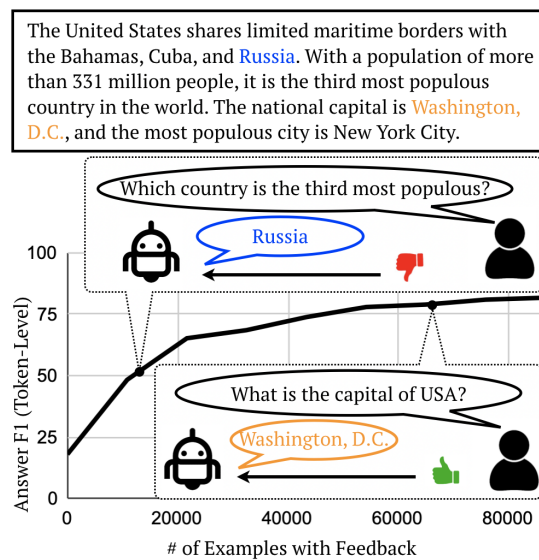 The United States shares limited maritime borders with
the Bahamas, Cuba, and Russia. With a population of more
than 331 million people, it is the third most populous
country in the world. The national capital is Washington,
D.C., and the most populous city is New York City.
Which country is the third most populous?
Russia
100
75
50
25
0
Answer F1 (Token-Level)
What is the capital of USA?
Washington, D.C.
0
20000
40000
60000
80000
# of Examples with Feedback